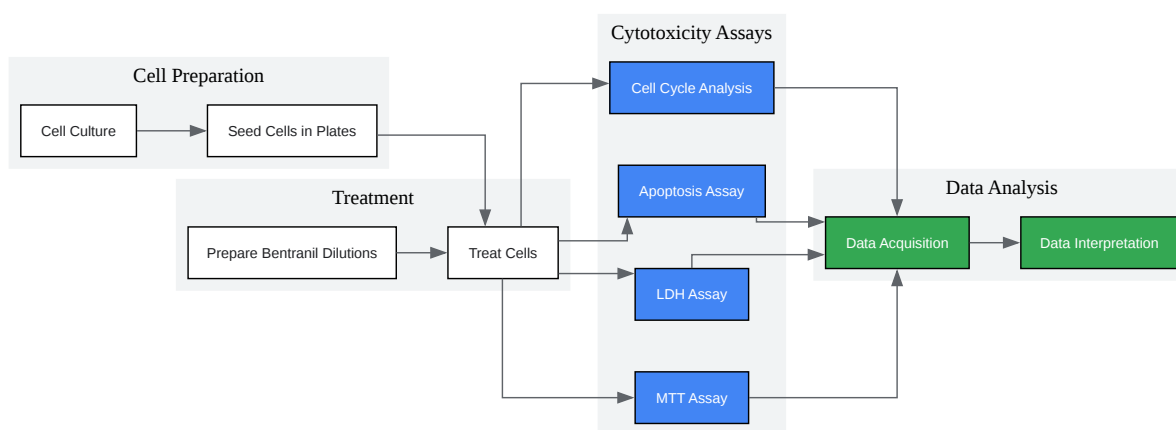 Cell Preparation
Cell Culture
Seed Cells in Plates
Treatment
Prepare Bentranil Dilutions
Treat Cells
Cytotoxicity Assays
Cell Cycle Analysis
Apoptosis Assay
LDH Assay
MTT Assay
Data Analysis
Data Acquisition
Data Interpretation